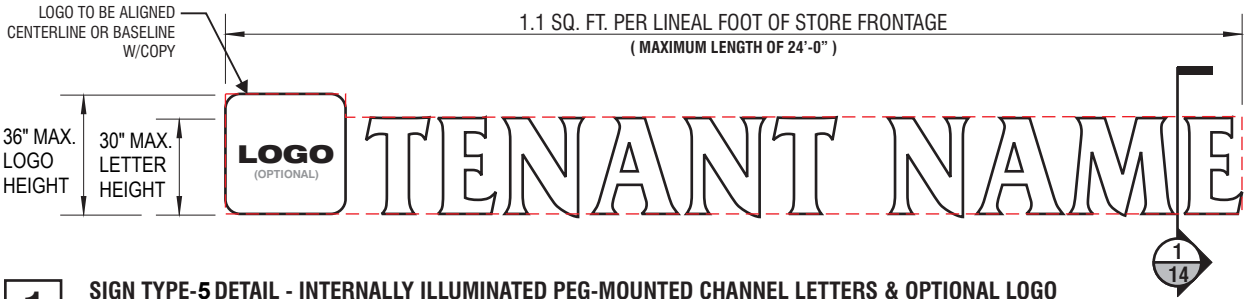 LOGO TO BE ALIGNED
CENTERLINE OR BASELINE
W/COPY
1.1 SQ. FT. PER LINEAL FOOT OF STORE FRONTAGE
( MAXIMUM LENGTH OF 24'-0" )
36" MAX.
LOGO
HEIGHT
30" MAX.
LETTER
HEIGHT
LOGO
(OPTIONAL)
TENANT NAME
1
14
1
SIGN TYPE-5 DETAIL - INTERNALLY ILLUMINATED PEG-MOUNTED CHANNEL LETTERS & OPTIONAL LOGO